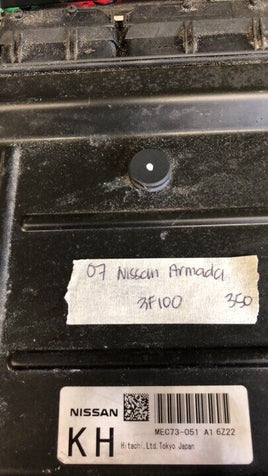 07 Nissan Armada
3F100 350
NISSAN
MEC73-051 A1 6Z22
KH
Hitachi,Ltd.Tokyo Japan